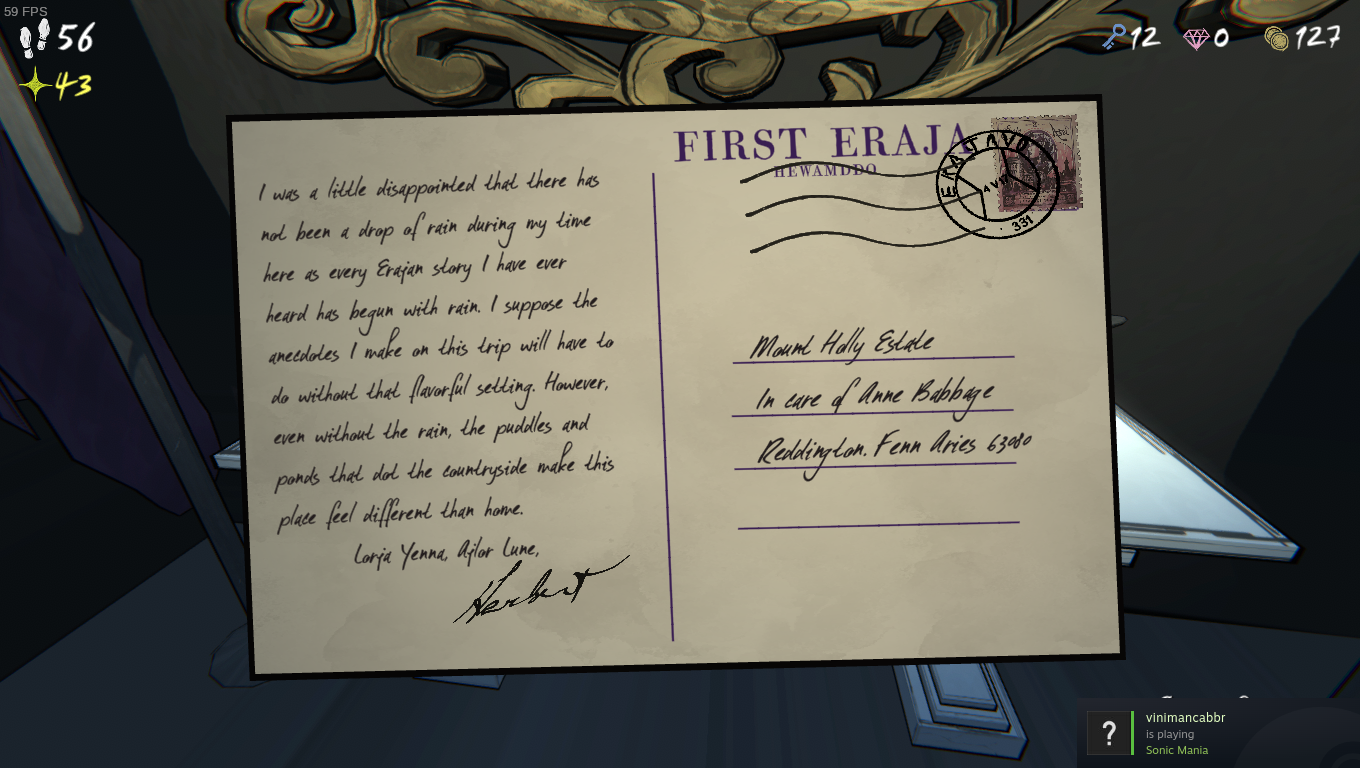 59 FPS
56
43
12
0
127
FIRST ERAJA
HEWAMDDO
ERAJAVO
331
I was a little disappointed that there has
not been a drop of rain during my time
here as every Erajan story I have ever
heard has begun with rain. I suppose the
anecdotes I make on this trip will have to
do without that flavorful setting. However,
even without the rain, the puddles and
ponds that dot the countryside make this
place feel different than home.
Lorja Yenna, Ajlor Lune,
Herbert
Mount Holly Estate
In care of Anne Babbage
Reddington. Fenn Aries 63080
?
vinimancabbr
is playing
Sonic Mania